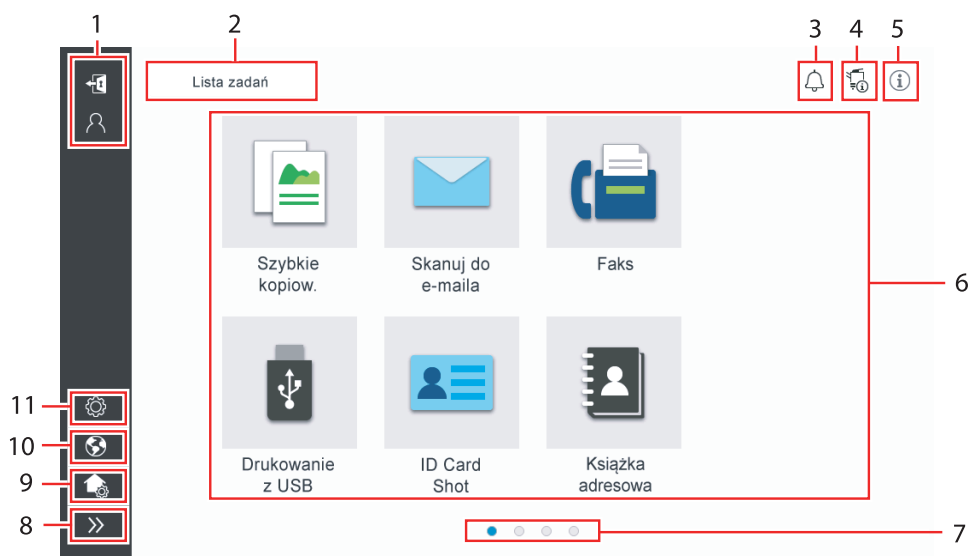 1
2
3
4
5
Lista zadań
Szybkie
kopiow.
Skanuj do
e-maila
Faks
6
Drukowanie
z USB
ID Card
Shot
Książka
adresowa
11
10
9
8
7